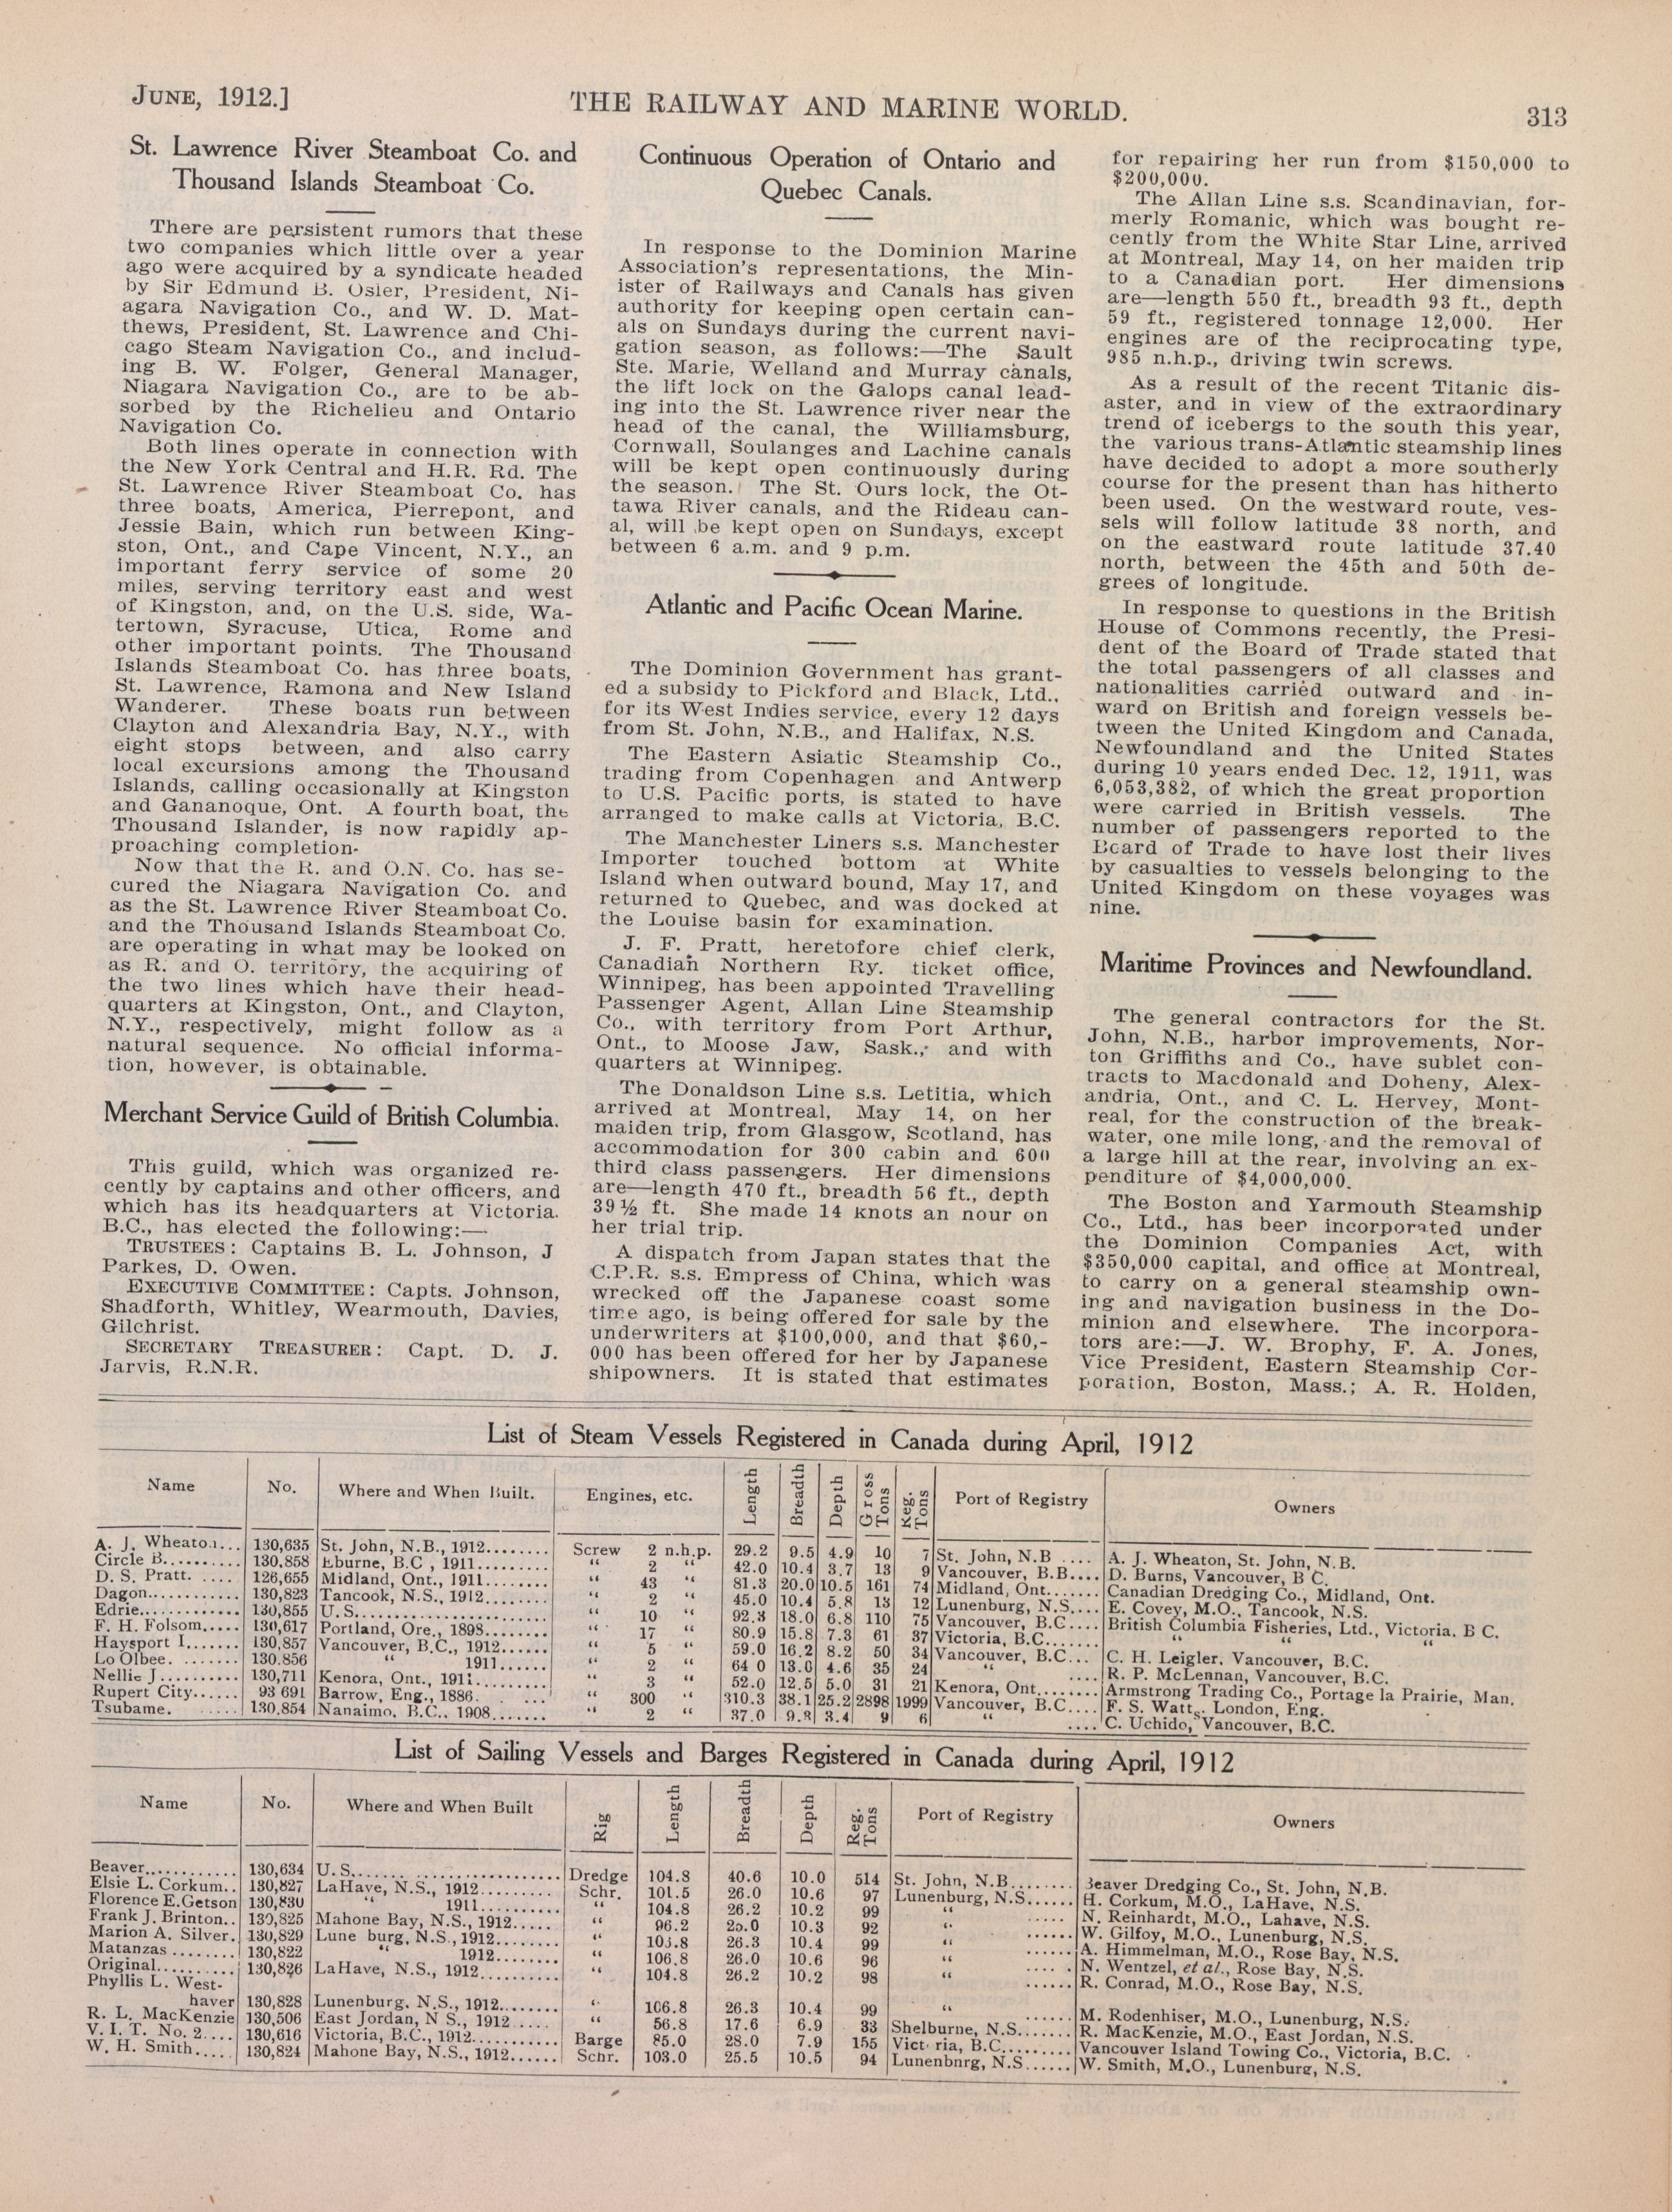 JUNE, 1912.]
THE RAILWAY AND MARINE WORLD.
313
St. Lawrence River Steamboat Co. and
Thousand Islands Steamboat Co.
There are persistent rumors that these
two companies which little over a year
ago were acquired by a syndicate headed
by Sir Edmund B. Osler, President, Ni-
agara Navigation Co., and W. D. Mat-
thews, President, St. Lawrence and Chi-
cago Steam Navigation Co., and includ-
ing B. W. Folger, General Manager,
Niagara Navigation Co., are to be ab-
sorbed by the Richelieu and Ontario
Navigation Co.
Both lines operate in connection with
the New York Central and H.R. Rd. The
St. Lawrence River Steamboat Co. has
three boats, America, Pierrepont, and
Jessie Bain, which run between King-
ston, Ont., and Cape Vincent, N.Y., an
important ferry service of some 20
miles, serving territory east and west
of Kingston, and, on the U.S. side, Wa-
tertown, Syracuse, Utica, Rome and
other important points. The Thousand
Islands Steamboat Co. has three boats,
St. Lawrence, Ramona and New Island
Wanderer. These boats run between
Clayton and Alexandria Bay, N.Y., with
eight stops between, and also carry
local excursions among the Thousand
Islands, calling occasionally at Kingston
and Gananoque, Ont. A fourth boat, the
Thousand Islander, is now rapidly ap-
proaching completion.
Now that the R. and O.N. Co. has se-
cured the Niagara Navigation Co. and
as the St. Lawrence River Steamboat Co.
and the Thousand Islands Steamboat Co.
are operating in what may be looked on
as R. and O. territory, the acquiring of
the two lines which have their head-
quarters at Kingston, Ont., and Clayton,
N.Y., respectively, might follow as a
natural sequence. No official informa-
tion, however, is obtainable.
Merchant Service Guild of British Columbia.
This guild, which was organized re-
cently by captains and other officers, and
which has its headquarters at Victoria.
B.C., has elected the following:—
TRUSTEES: Captains B. L. Johnson, J
Parkes, D. Owen.
EXECUTIVE COMMITTEE: Capts. Johnson,
Shadforth, Whitley, Wearmouth, Davies,
Gilchrist.
SECRETARY TREASURER: Capt. D. J.
Jarvis, R.N.R.
Continuous Operation of Ontario and
Quebec Canals.
In response to the Dominion Marine
Association's representations, the Min-
ister of Railways and Canals has given
authority for keeping open certain can-
als on Sundays during the current navi-
gation season, as follows:—The Sault
Ste. Marie, Welland and Murray canals,
the lift lock on the Galops canal lead-
ing into the St. Lawrence river near the
head of the canal, the Williamsburg,
Cornwall, Soulanges and Lachine canals
will be kept open continuously during
the season. The St. Ours lock, the Ot-
tawa River canals, and the Rideau can-
al, will be kept open on Sundays, except
between 6 a.m. and 9 p.m.
Atlantic and Pacific Ocean Marine.
The Dominion Government has grant-
ed a subsidy to Pickford and Black, Ltd.,
for its West Indies service, every 12 days
from St. John, N.B., and Halifax, N.S.
The Eastern Asiatic Steamship Co.,
trading from Copenhagen and Antwerp
to U.S. Pacific ports, is stated to have
arranged to make calls at Victoria, B.C.
The Manchester Liners s.s. Manchester
Importer touched bottom at White
Island when outward bound, May 17, and
returned to Quebec, and was docked at
the Louise basin for examination.
J. F. Pratt, heretofore chief clerk,
Canadian Northern Ry. ticket office,
Winnipeg, has been appointed Travelling
Passenger Agent, Allan Line Steamship
Co., with territory from Port Arthur,
Ont., to Moose Jaw, Sask., and with
quarters at Winnipeg.
The Donaldson Line s.s. Letitia, which
arrived at Montreal, May 14, on her
maiden trip, from Glasgow, Scotland, has
accommodation for 300 cabin and 600
third class passengers. Her dimensions
are—length 470 ft., breadth 56 ft., depth
39½ ft. She made 14 knots an nour on
her trial trip.
A dispatch from Japan states that the
C.P.R. s.s. Empress of China, which was
wrecked off the Japanese coast some
time ago, is being offered for sale by the
underwriters at $100,000, and that $60,-
000 has been offered for her by Japanese
shipowners. It is stated that estimates
for repairing her run from $150,000 to
$200,000.
The Allan Line s.s. Scandinavian, for-
merly Romanic, which was bought re-
cently from the White Star Line, arrived
at Montreal, May 14, on her maiden trip
to a Canadian port. Her dimensions
are—length 550 ft., breadth 93 ft., depth
59 ft., registered tonnage 12,000. Her
engines are of the reciprocating type,
985 n.h.p., driving twin screws.
As a result of the recent Titanic dis-
aster, and in view of the extraordinary
trend of icebergs to the south this year,
the various trans-Atlantic steamship lines
have decided to adopt a more southerly
course for the present than has hitherto
been used. On the westward route, ves-
sels will follow latitude 38 north, and
on the eastward route latitude 37.40
north, between the 45th and 50th de-
grees of longitude.
In response to questions in the British
House of Commons recently, the Presi-
dent of the Board of Trade stated that
the total passengers of all classes and
nationalities carried outward and in-
ward on British and foreign vessels be-
tween the United Kingdom and Canada,
Newfoundland and the United States
during 10 years ended Dec. 12, 1911, was
6,053,382, of which the great proportion
were carried in British vessels. The
number of passengers reported to the
Board of Trade to have lost their lives
by casualties to vessels belonging to the
United Kingdom on these voyages was
nine.
Maritime Provinces and Newfoundland.
The general contractors for the St.
John, N.B., harbor improvements, Nor-
ton Griffiths and Co., have sublet con-
tracts to Macdonald and Doheny, Alex-
andria, Ont., and C. L. Hervey, Mont-
real, for the construction of the break-
water, one mile long, and the removal of
a large hill at the rear, involving an ex-
penditure of $4,000,000.
The Boston and Yarmouth Steamship
Co., Ltd., has beer incorporated under
the Dominion Companies Act, with
$350,000 capital, and office at Montreal,
to carry on a general steamship own-
ing and navigation business in the Do-
minion and elsewhere. The incorpora-
tors are:—J. W. Brophy, F. A. Jones,
Vice President, Eastern Steamship Cor-
poration, Boston, Mass.; A. R. Holden,
List of Steam Vessels Registered in Canada during April, 1912
Name No. Where and When Built. Engines, etc. Length Breadth Depth Gross Tons Reg. Tons Port of Registry Owners
A. J. Wheaton... 130,635 St. John, N.B., 1912........ Screw 2 n.h.p. 29.2 9.5 4.9 10 7 St. John, N.B .... A. J. Wheaton, St. John, N.B.
Circle B.......... 130,858 Eburne, B.C , 1911......... " 2 " 42.0 10.4 3.7 13 9 Vancouver, B.B.... D. Burns, Vancouver, B C.
D. S. Pratt. .... 126,655 Midland, Ont., 1911........ " 43 " 81.3 20.0 10.5 161 74 Midland, Ont....... Canadian Dredging Co., Midland, Ont.
Dagon............ 130,823 Tancook, N.S., 1912........ " 2 " 45.0 10.4 5.8 13 12 Lunenburg, N.S.... E. Covey, M.O., Tancook, N.S.
Edrie............. 130,855 U. S........................ " 10 " 92.3 18.0 6.8 110 75 Vancouver, B.C.... British Columbia Fisheries, Ltd., Victoria. B C.
F. H. Folsom..... 130,617 Portland, Ore., 1898........ " 17 " 80.9 15.8 7.3 61 37 Victoria, B.C....... " " "
Haysport I....... 130,857 Vancouver, B.C., 1912...... " 5 " 59.0 16.2 8.2 50 34 Vancouver, B.C... C. H. Leigler, Vancouver, B.C.
Lo Olbee. ....... 130.856 " 1911...... " 2 " 64 0 13.0 4.6 35 24 " .... R. P. McLennan, Vancouver, B.C.
Nellie J.......... 130,711 Kenora, Ont., 1911.......... " 3 " 52.0 12.5 5.0 31 21 Kenora, Ont........ Armstrong Trading Co., Portage la Prairie, Man.
Rupert City...... 93 691 Barrow, Eng., 1886. . ... " 300 " 310.3 38.1 25.2 2898 1999 Vancouver, B.C.... F. S. Watts, London, Eng.
Tsubame. ..... 130,854 Nanaimo, B.C., 1908....... " 2 " 37.0 9.8 3.4 9 6 " .... C. Uchido, Vancouver, B.C.
List of Sailing Vessels and Barges Registered in Canada during April, 1912
Name No. Where and When Built Rig Length Breadth Depth Reg. Tons Port of Registry Owners
Beaver............ 130,634 U. S........................... Dredge 104.8 40.6 10.0 514 St. John, N.B........ Beaver Dredging Co., St. John, N.B.
Elsie L. Corkum.. 130,827 LaHave, N.S., 1912......... Schr. 101.5 26.0 10.6 97 Lunenburg, N.S...... H. Corkum, M.O., LaHave, N.S.
Florence E.Getson 130,830 " 1911.......... " 104.8 26.2 10.2 99 " ..... N. Reinhardt, M.O., Lahave, N.S.
Frank J. Brinton.. 130,825 Mahone Bay, N.S., 1912..... " 96.2 25.0 10.3 92 " ...... W. Gilfoy, M.O., Lunenburg, N.S.
Marion A. Silver. 130,829 Lune burg, N.S., 1912........ " 103.8 26.3 10.4 99 " ...... A. Himmelman, M.O., Rose Bay, N.S.
Matanzas ........ 130,822 " 1912........ " 106.8 26.0 10.6 96 " .... . N. Wentzel, et al., Rose Bay, N.S.
Original.......... 130,826 LaHave, N.S., 1912.......... " 104.8 26.2 10.2 98 " ...... R. Conrad, M.O., Rose Bay, N.S.
Phyllis L. West-
haver 130,828 Lunenburg, N.S., 1912........ " 106.8 26.3 10.4 99 " ...... M. Rodenhiser, M.O., Lunenburg, N.S.
R. L. MacKenzie 130,506 East Jordan, N S., 1912..... " 56.8 17.6 6.9 33 Shelburne, N.S....... R. MacKenzie, M.O., East Jordan, N.S.
V. I. T. No. 2.... 130,616 Victoria, B.C., 1912........... Barge 85.0 28.0 7.9 155 Vict ria, B.C......... Vancouver Island Towing Co., Victoria, B.C.
W. H. Smith..... 130,824 Mahone Bay, N.S., 1912...... Schr. 103.0 25.5 10.5 94 Lunenbnrg, N.S...... W. Smith, M.O., Lunenburg, N.S.